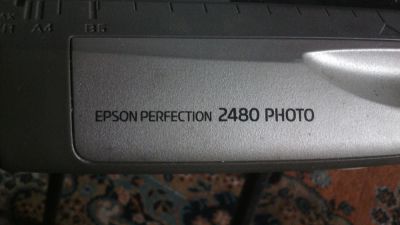 A4 B5
EPSON PERFECTION 2480 PHOTO